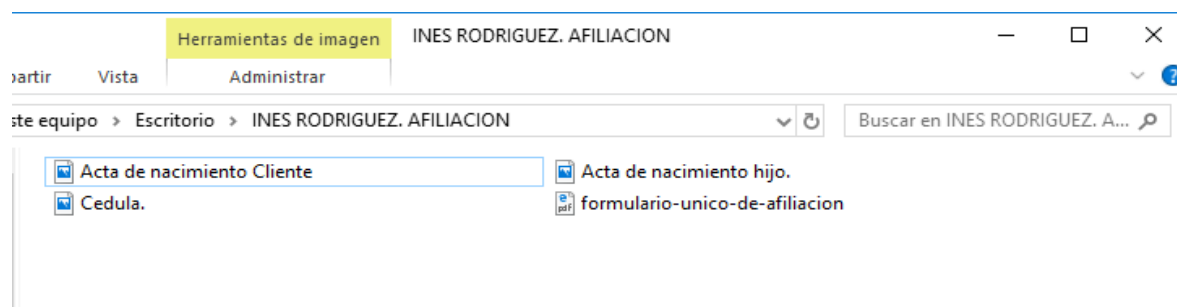 Herramientas de imagen INES RODRIGUEZ. AFILIACION
partir Vista Administrar ?
ste equipo > Escritorio > INES RODRIGUEZ. AFILIACION Buscar en INES RODRIGUEZ. A...
Acta de nacimiento Cliente Acta de nacimiento hijo.
Cedula. formulario-unico-de-afiliacion